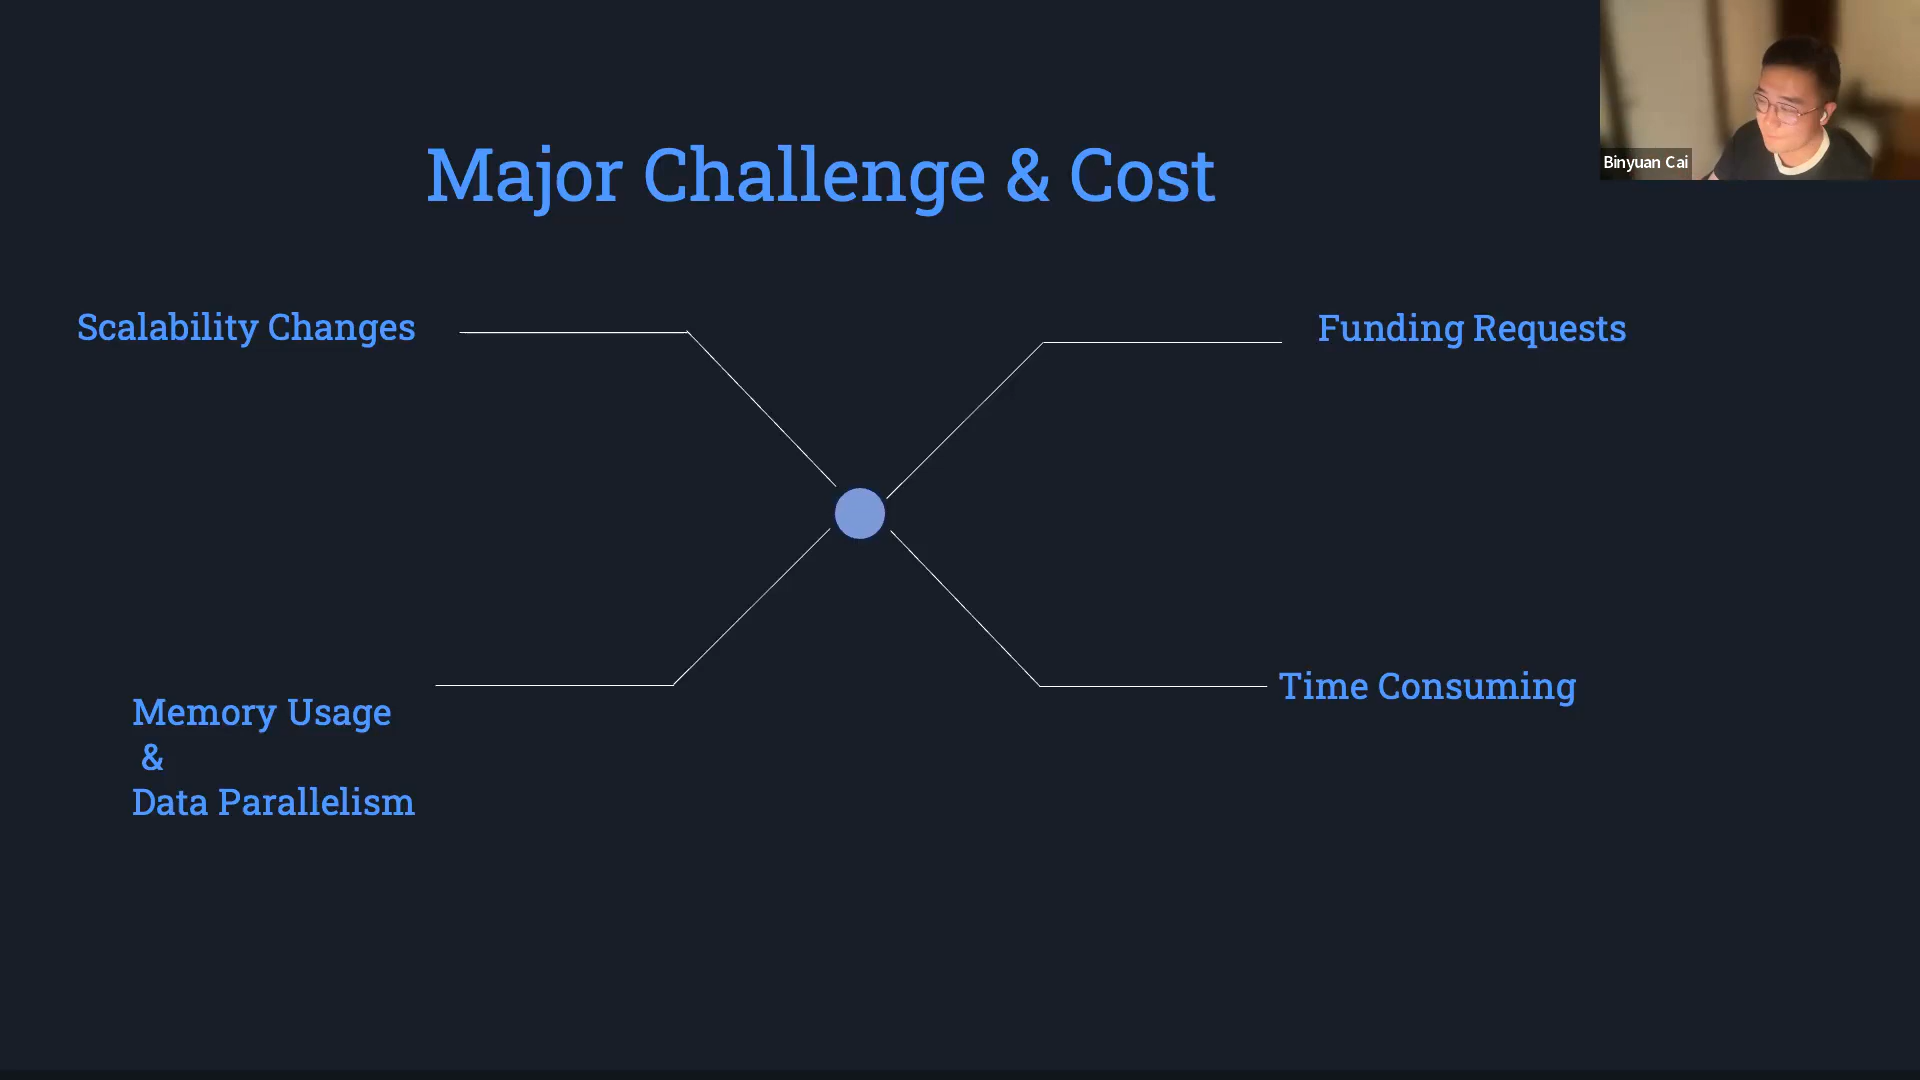 Binyuan Cai
Major Challenge & Cost
Scalability Changes
Funding Requests
Memory Usage
&
Data Parallelism
Time Consuming